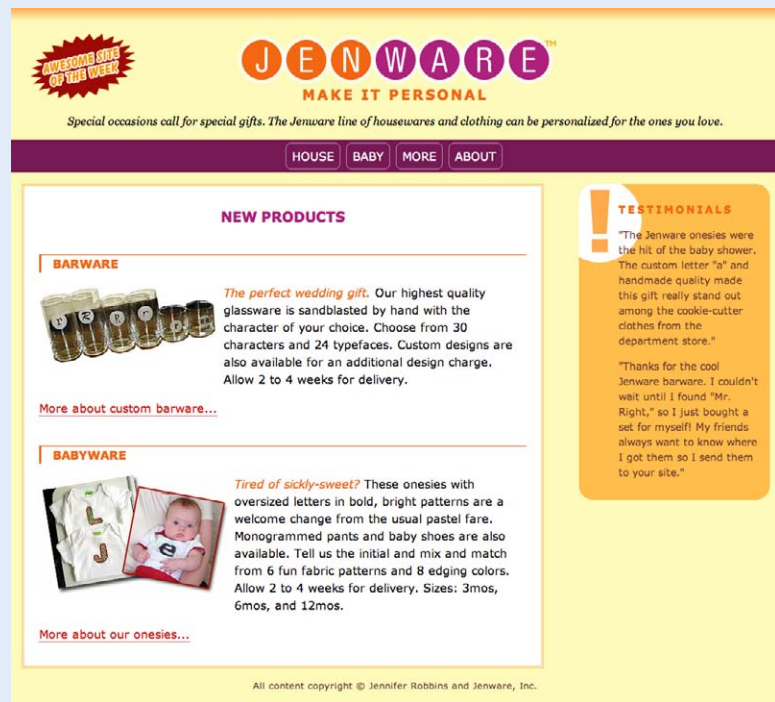 AWESOME SITE
OF THE WEEK
JENWARE™
MAKE IT PERSONAL
Special occasions call for special gifts. The Jenware line of housewares and clothing can be personalized for the ones you love.
HOUSE BABY MORE ABOUT
NEW PRODUCTS
BARWARE
The perfect wedding gift. Our highest quality
glassware is sandblasted by hand with the
character of your choice. Choose from 30
characters and 24 typefaces. Custom designs are
also available for an additional design charge.
Allow 2 to 4 weeks for delivery.
More about custom barware...
BABYWARE
L
J
e
Tired of sickly-sweet? These onesies with
oversized letters in bold, bright patterns are a
welcome change from the usual pastel fare.
Monogrammed pants and baby shoes are also
available. Tell us the initial and mix and match
from 6 fun fabric patterns and 8 edging colors.
Allow 2 to 4 weeks for delivery. Sizes: 3mos,
6mos, and 12mos.
More about our onesies...
!
TESTIMONIALS
"The Jenware onesies were
the hit of the baby shower.
The custom letter "a" and
handmade quality made
this gift really stand out
among the cookie-cutter
clothes from the
department store."
"Thanks for the cool
Jenware barware. I couldn't
wait until I found "Mr.
Right," so I just bought a
set for myself! My friends
always want to know where
I got them so I send them
to your site."
All content copyright © Jennifer Robbins and Jenware, Inc.